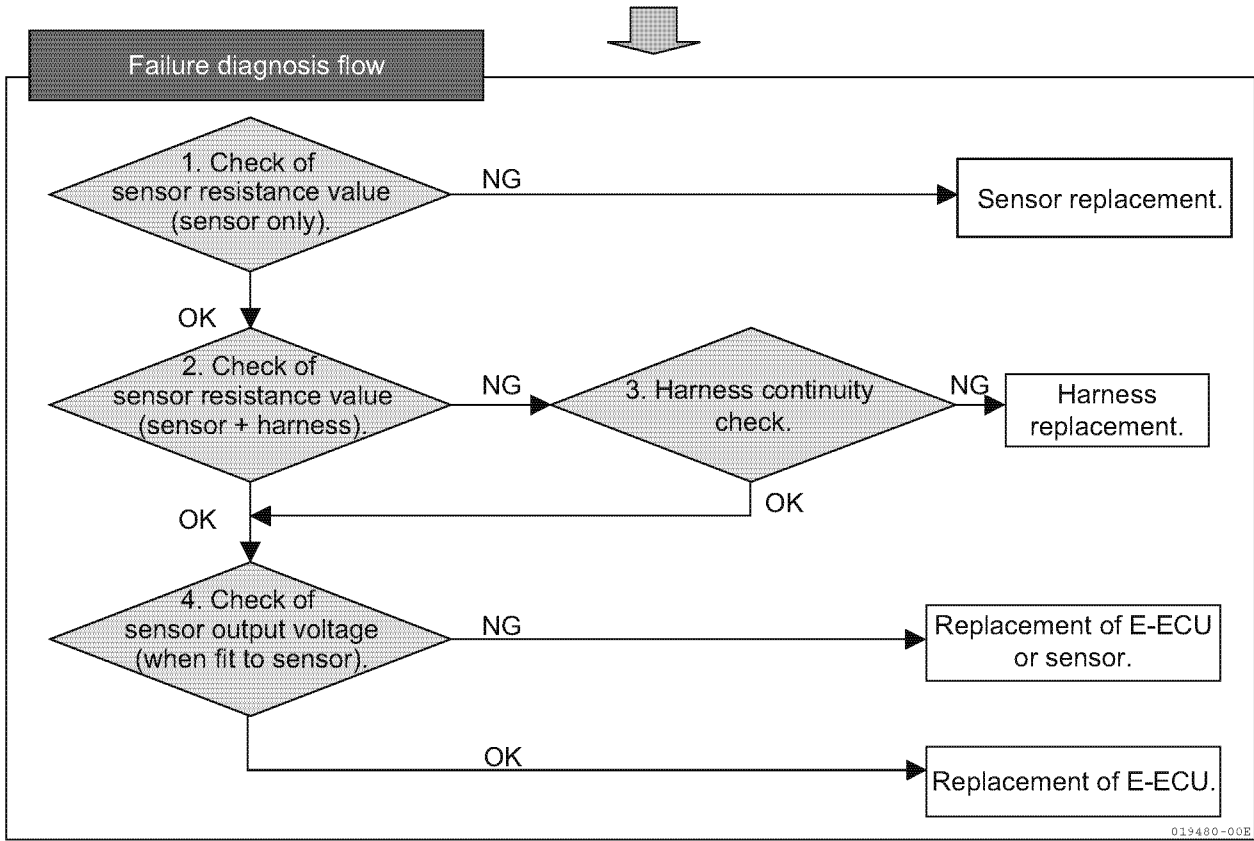 Failure diagnosis flow
1. Check of
sensor resistance value
(sensor only).
NG
Sensor replacement.
OK
2. Check of
sensor resistance value
(sensor + harness).
NG
3. Harness continuity
check.
NG
Harness
replacement.
OK
OK
4. Check of
sensor output voltage
(when fit to sensor).
NG
Replacement of E-ECU
or sensor.
OK
Replacement of E-ECU.
019480-00E